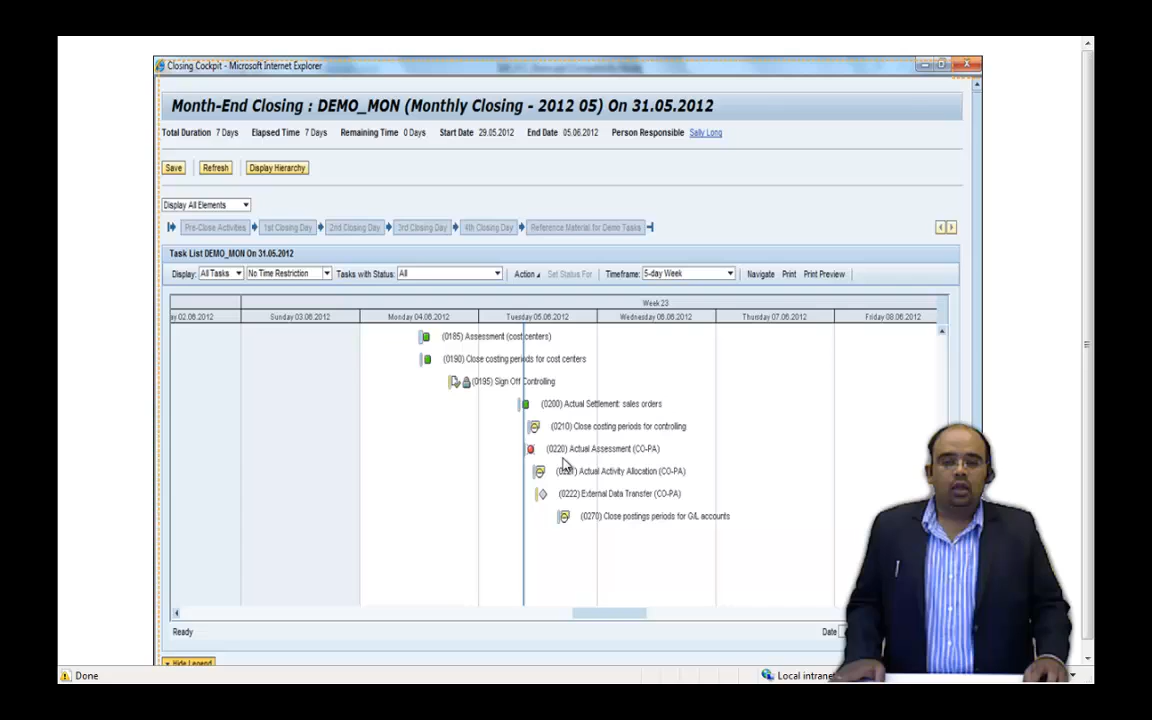 Closing Cockpit - Microsoft Internet Explorer
Month-End Closing : DEMO_MON (Monthly Closing - 2012 05) On 31.05.2012
Total Duration 7 Days Elapsed Time 7 Days Remaining Time 0 Days Start Date 29.05.2012 End Date 05.06.2012 Person Responsible Sally Long
Save Refresh Display Hierarchy
Display All Elements
Pre-Close Activities 1st Closing Day 2nd Closing Day 3rd Closing Day 4th Closing Day Reference Material for Demo Tasks
Task List DEMO_MON On 31.05.2012
Display: All Tasks No Time Restriction Tasks with Status: All Action Set Status For Timeframe: 5-day Week Navigate Print Print Preview
Week 23
ay 02.06.2012 Sunday 03.06.2012 Monday 04.06.2012 Tuesday 05.06.2012 Wednesday 06.06.2012 Thursday 07.06.2012 Friday 08.06.2012
(0185) Assessment (cost centers)
(0190) Close costing periods for cost centers
(0195) Sign Off Controlling
(0200) Actual Settlement: sales orders
(0210) Close costing periods for controlling
(0220) Actual Assessment (CO-PA)
Actual Activity Allocation (CO-PA)
(0222) External Data Transfer (CO-PA)
(0270) Close postings periods for G/L accounts
Ready Date
Hide Legend
Done Local intranet